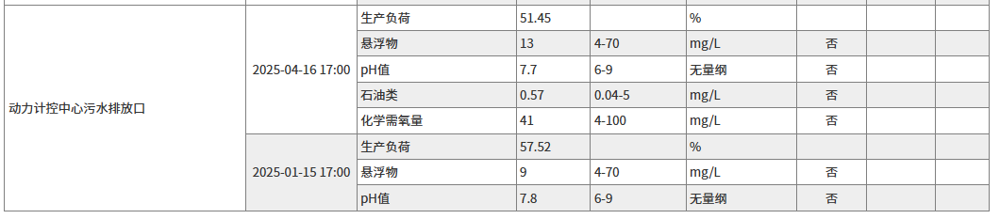 生产负荷 51.45 %
悬浮物 13 4-70 mg/L 否
2025-04-16 17:00 pH值 7.7 6-9 无量纲 否
石油类 0.57 0.04-5 mg/L 否
动力计控中心污水排放口
化学需氧量 41 4-100 mg/L 否
生产负荷 57.52 %
2025-01-15 17:00 悬浮物 9 4-70 mg/L 否
pH值 7.8 6-9 无量纲 否